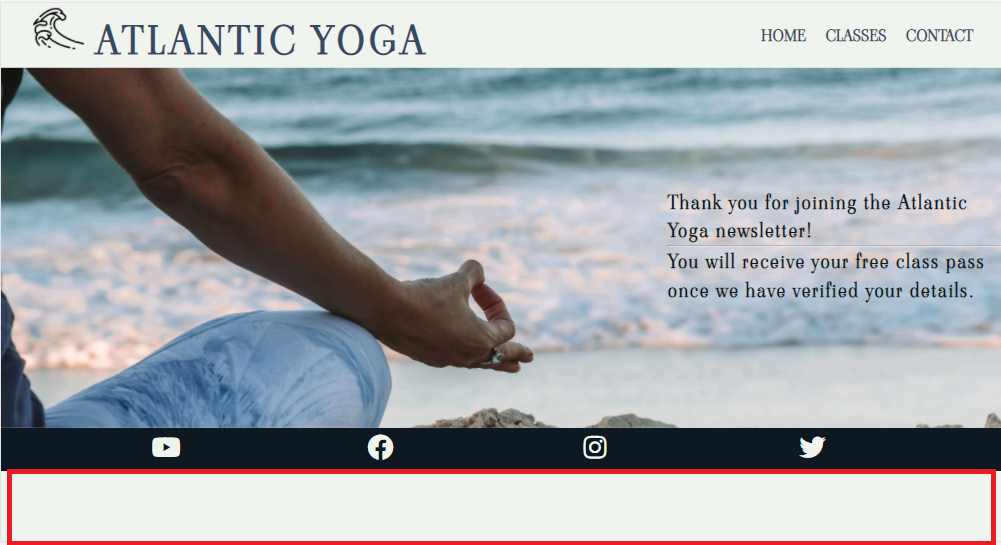 ATLANTIC YOGA
HOME CLASSES CONTACT
Thank you for joining the Atlantic
Yoga newsletter!
You will receive your free class pass
once we have verified your details.